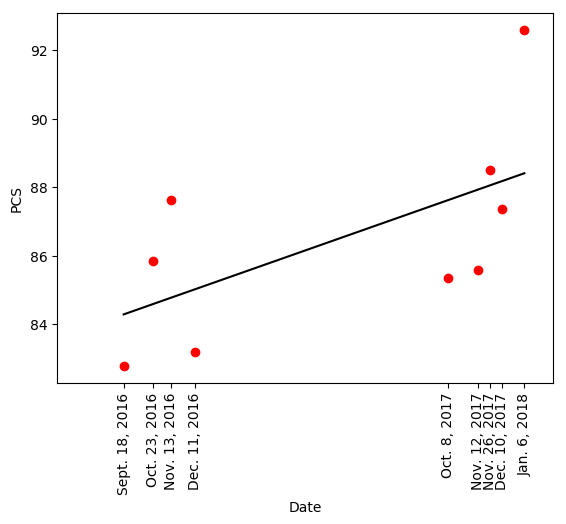 PCS
92
90
88
86
84
Sept. 18, 2016
Oct. 23, 2016
Nov. 13, 2016
Dec. 11, 2016
Oct. 8, 2017
Nov. 12, 2017
Nov. 26, 2017
Dec. 10, 2017
Jan. 6, 2018
Date